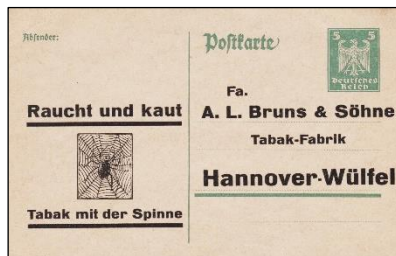 Absender:
Postkarte
5 5
Deutsches
Reich
Raucht und kaut
Tabak mit der Spinne
Fa.
A. L. Bruns & Söhne
Tabak-Fabrik
Hannover-Wülfel